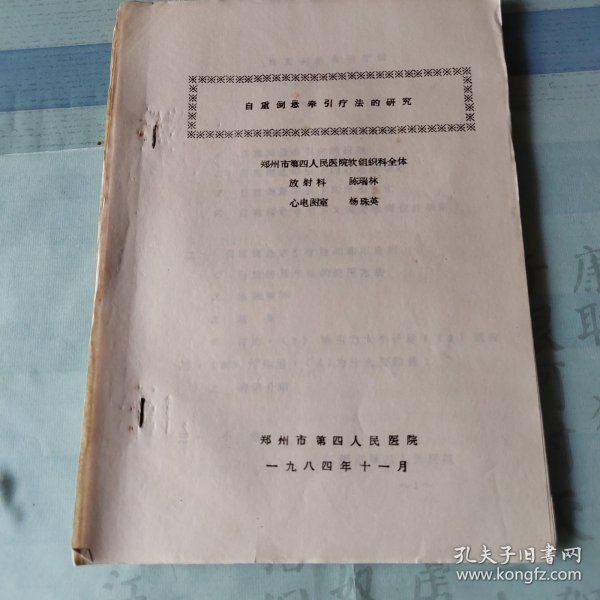 自重倒悬牵引疗法的研究
郑州市第四人民医院软组织科全体
放射科 陈瑞林
心电图室 杨珠英
郑州市第四人民医院
一九八四年十一月
孔夫子旧书网
www.kongfz.com